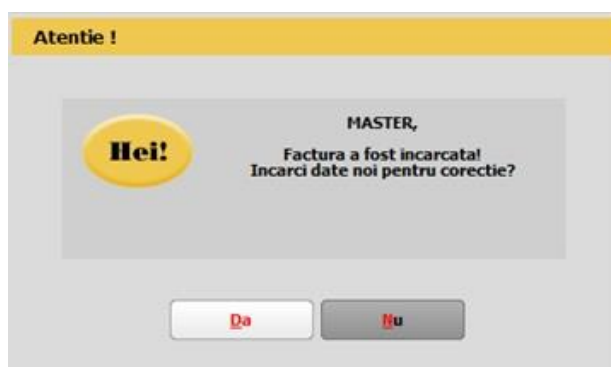 Atentie !
Hei!
MASTER,
Factura a fost incarcata!
Incarci date noi pentru corectie?
Da
Nu